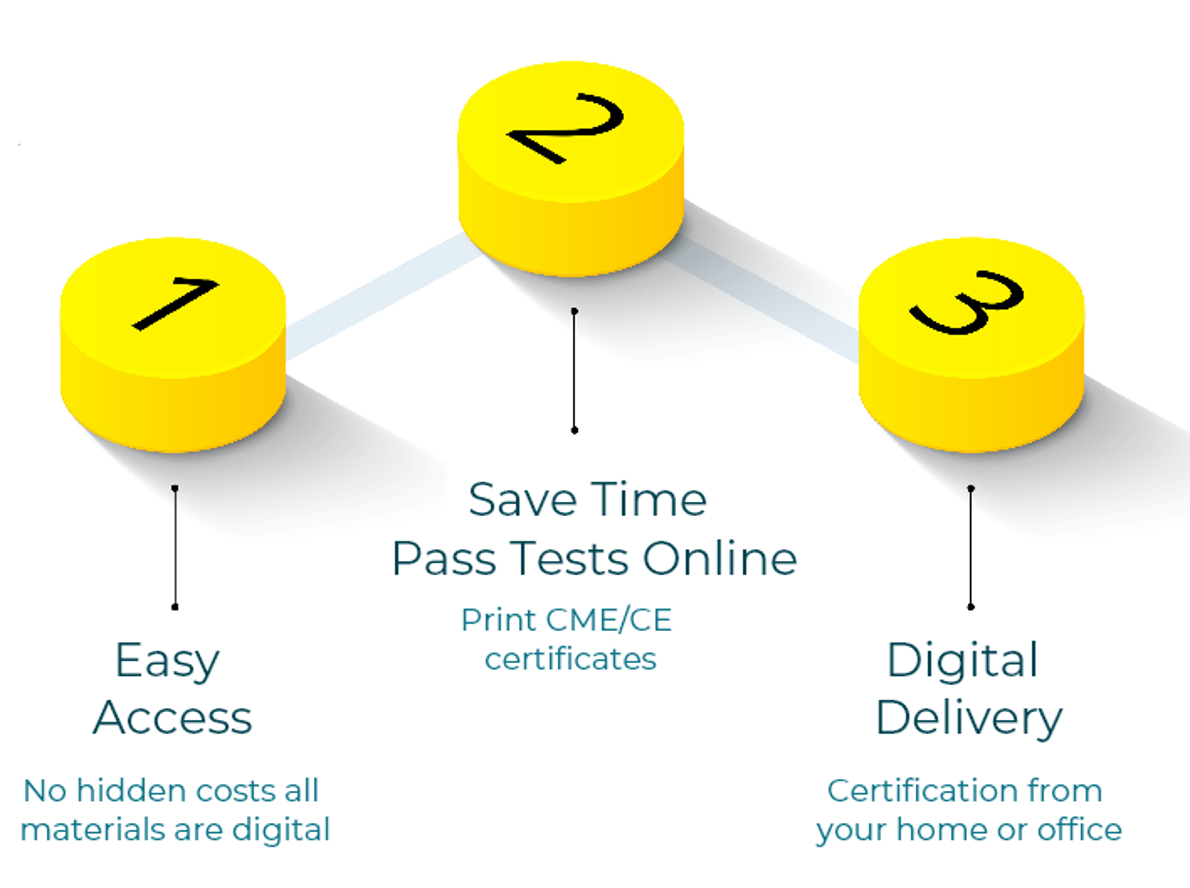 1
Easy
Access
No hidden costs all
materials are digital
2
Save Time
Pass Tests Online
Print CME/CE
certificates
3
Digital
Delivery
Certification from
your home or office